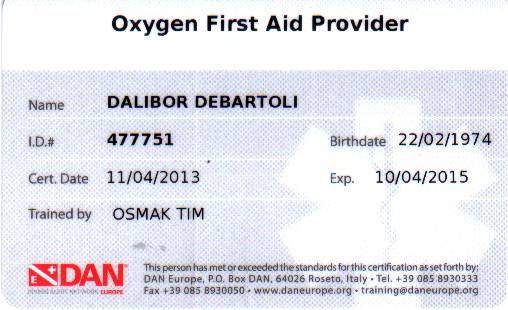 Oxygen First Aid Provider
Name DALIBOR DEBARTOLI
I.D.# 477751 Birthdate 22/02/1974
Cert. Date 11/04/2013 Exp. 10/04/2015
Trained by OSMAK TIM
DAN
EUROPE
This person has met or exceeded the standards for this certification as set forth by:
DAN Europe, P.O. Box DAN, 64026 Roseto, Italy • Tel. +39 085 8930333
Fax +39 085 8930050 • www.daneurope.org • training@daneurope.org